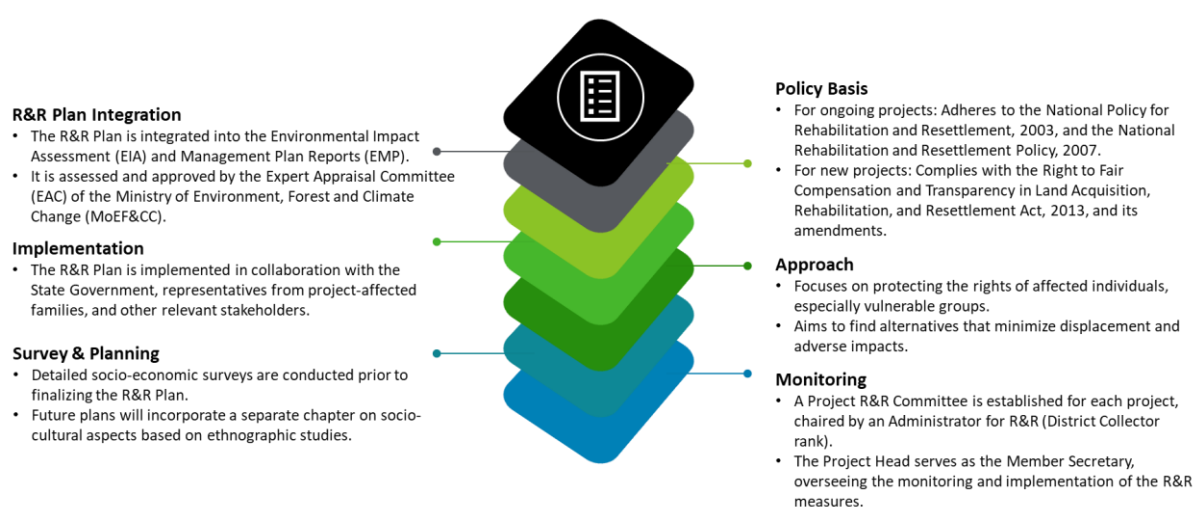 R&R Plan Integration
• The R&R Plan is integrated into the Environmental Impact
Assessment (EIA) and Management Plan Reports (EMP).
• It is assessed and approved by the Expert Appraisal Committee
(EAC) of the Ministry of Environment, Forest and Climate
Change (MoEF&CC).
Implementation
• The R&R Plan is implemented in collaboration with the
State Government, representatives from project-affected
families, and other relevant stakeholders.
Survey & Planning
• Detailed socio-economic surveys are conducted prior to
finalizing the R&R Plan.
• Future plans will incorporate a separate chapter on socio-
cultural aspects based on ethnographic studies.
Policy Basis
• For ongoing projects: Adheres to the National Policy for
Rehabilitation and Resettlement, 2003, and the National
Rehabilitation and Resettlement Policy, 2007.
• For new projects: Complies with the Right to Fair
Compensation and Transparency in Land Acquisition,
Rehabilitation, and Resettlement Act, 2013, and its
amendments.
Approach
• Focuses on protecting the rights of affected individuals,
especially vulnerable groups.
• Aims to find alternatives that minimize displacement and
adverse impacts.
Monitoring
• A Project R&R Committee is established for each project,
chaired by an Administrator for R&R (District Collector
rank).
• The Project Head serves as the Member Secretary,
overseeing the monitoring and implementation of the R&R
measures.